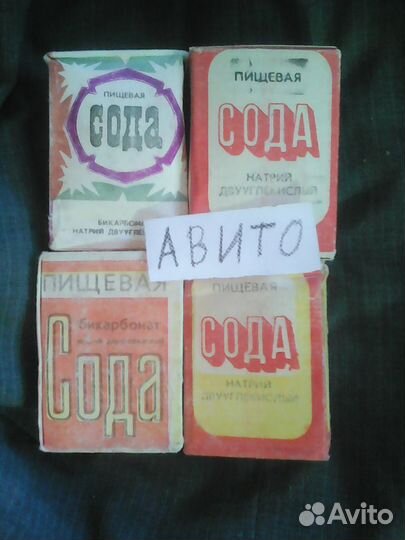 ПИЩЕВАЯ
сода
БИКАРБОНАТ
НАТРИЙ ДВУУГЛЕКИСЛЫЙ
ПИЩЕВАЯ
СОДА
НАТРИЙ
ДВУУГЛЕКИСЛЫЙ
АВИТО
ПИЩЕВАЯ
бикарбонат
Сода
ПИЩЕВАЯ
СОДА
НАТРИЙ
ДВУУГЛЕКИСЛЫЙ
Avito